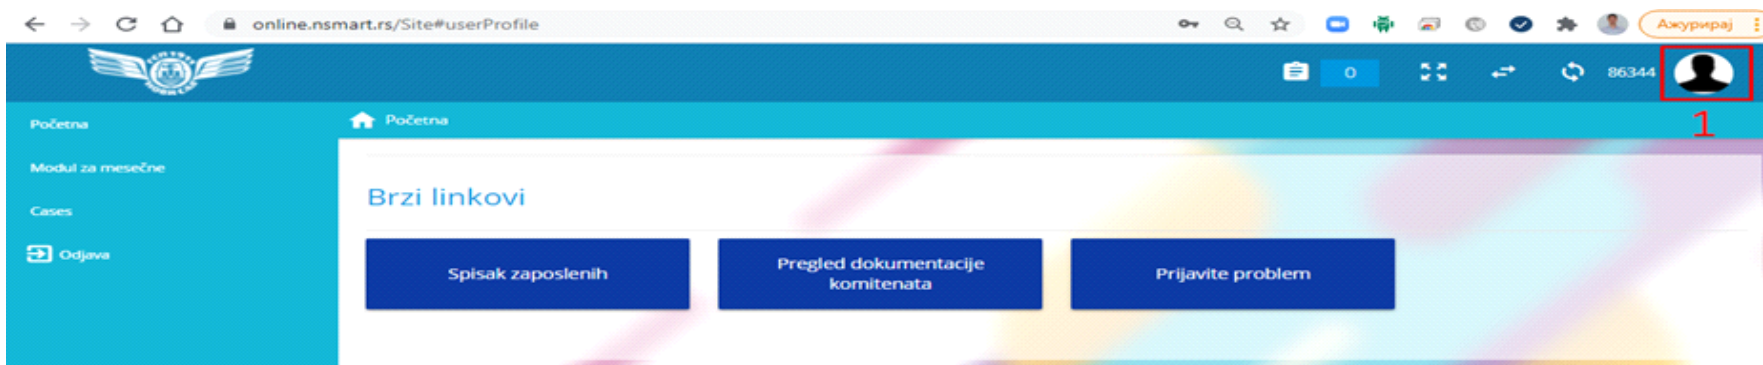 online.nsmart.rs/Site#userProfile
Ажурирај
0
86344
1
Početna
Početna
Modul za mesečne
Cases
Odjava
Brzi linkovi
Spisak zaposlenih
Pregled dokumentacije
komitenata
Prijavite problem